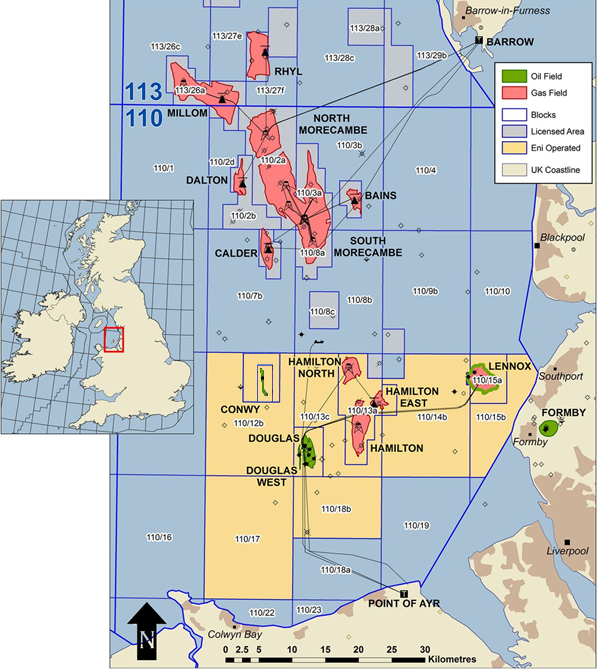 Barrow-in-Furness
113/26c
113/27e
113/28a
113/28c
113/29b
BARROW
RHYL
113/26a
113/27f
113
110
MILLOM
NORTH
MORECAMBE
110/3b
110/1
110/2d
110/2a
110/4
DALTON
110/3a
BAINS
110/2b
CALDER
110/8a
SOUTH
MORECAMBE
Blackpool
110/7b
110/8b
110/9b
110/10
110/8c
Oil Field
Gas Field
Blocks
Licensed Area
Eni Operated
UK Coastline
HAMILTON
NORTH
LENNOX
110/15a
Southport
HAMILTON
EAST
CONWY
110/13c
110/13a
110/14b
110/15b
FORMBY
110/12b
DOUGLAS
HAMILTON
Formby
DOUGLAS
WEST
110/18b
110/16
110/17
110/19
Liverpool
110/18a
POINT OF AYR
110/22
110/23
N
Colwyn Bay
0 2.5 5 10 15 20 25 30
Kilometres